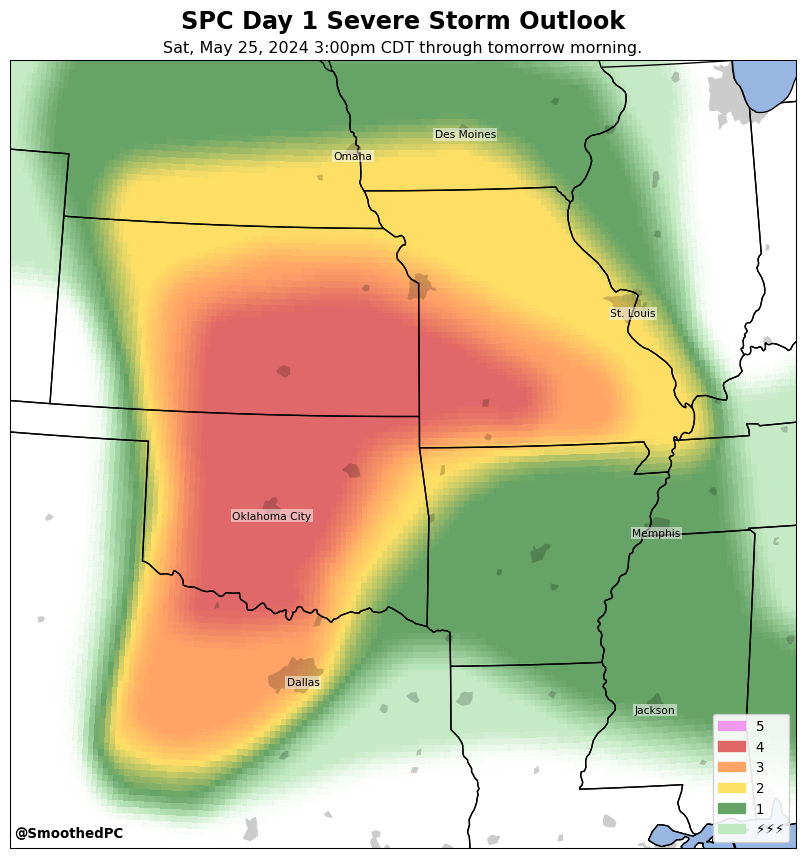 SPC Day 1 Severe Storm Outlook
Sat, May 25, 2024 3:00pm CDT through tomorrow morning.
Des Moines
Omaha
St. Louis
Oklahoma City
Memphis
Dallas
Jackson
5
4
3
2
1
⚡⚡⚡
@SmoothedPC